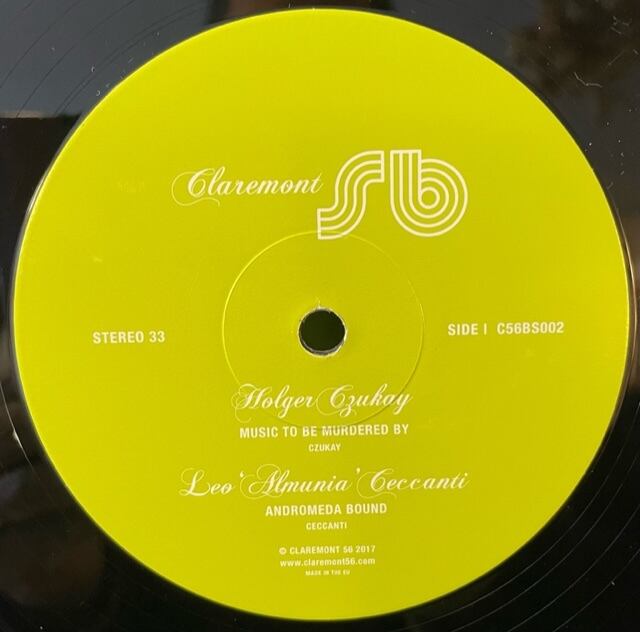 Claremont 56
STEREO 33
SIDE I C56BS002
Holger Czukay
MUSIC TO BE MURDERED BY
CZUKAY
Leo 'Almunia' Ceccanti
ANDROMEDA BOUND
CECCANTI
© CLAREMONT 56 2017
www.claremont56.com
MADE IN THE EU